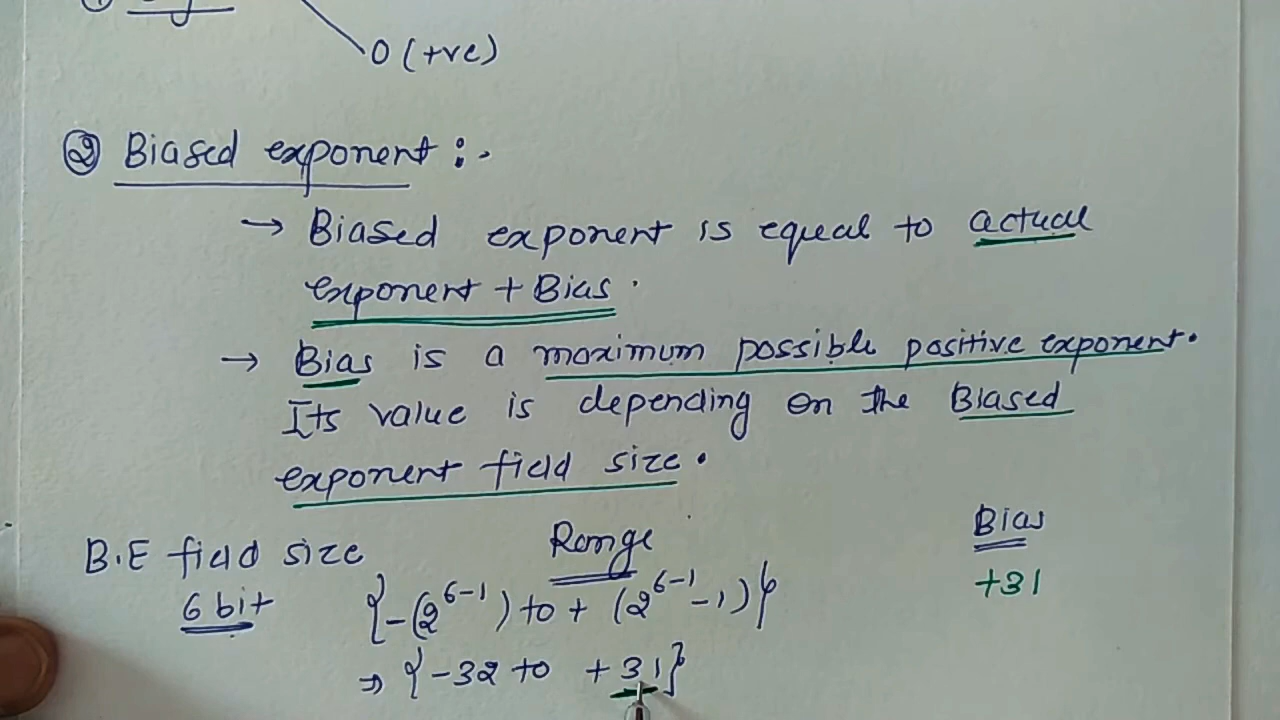 0 (+ve)
② Biased exponent :-
→ Biased exponent is equal to actual
exponent + Bias.
→ Bias is a maximum possible positive exponent.
Its value is depending on the Biased
exponent field size.
B.E field size Range Bias
6 bit {-(2^{6-1}) to + (2^{6-1}-1)} +31
⇒ {-32 to +31}